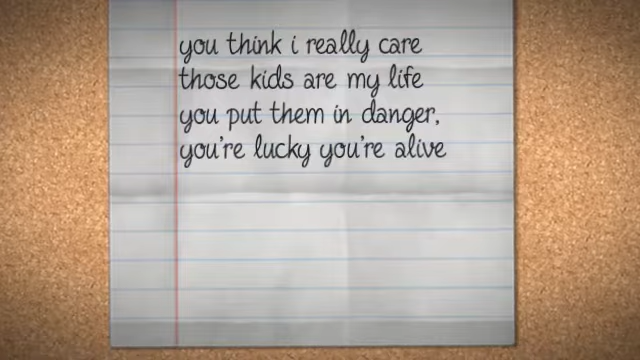 you think i really care
those kids are my life
you put them in danger,
you're lucky you're alive